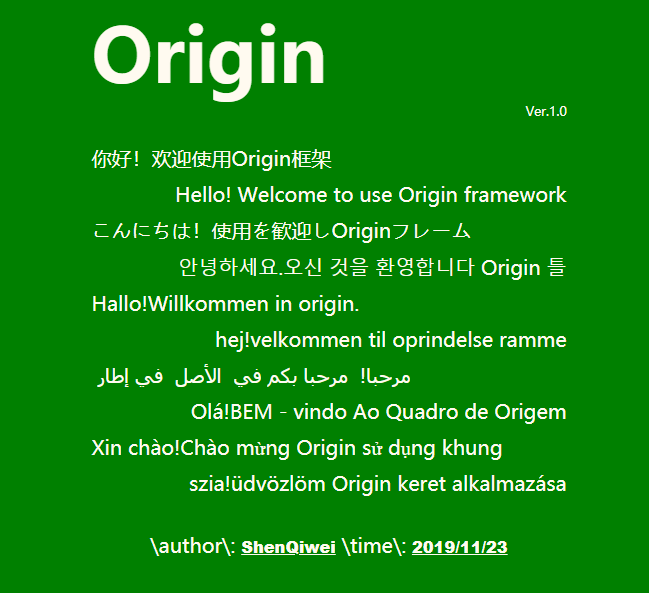 Origin
Ver.1.0
你好！欢迎使用Origin框架
Hello! Welcome to use Origin framework
こんにちは！使用を歓迎しOriginフレーム
안녕하세요.오신 것을 환영합니다 Origin 틀
Hallo!Willkommen in origin.
hej!velkommen til oprindelse ramme
مرحبا! مرحبا بكم في الأصل في إطار
Olá!BEM - vindo Ao Quadro de Origem
Xin chào!Chào mừng Origin sử dụng khung
szia!üdvözlöm Origin keret alkalmazása
\author\: ShenQiwei \time\: 2019/11/23